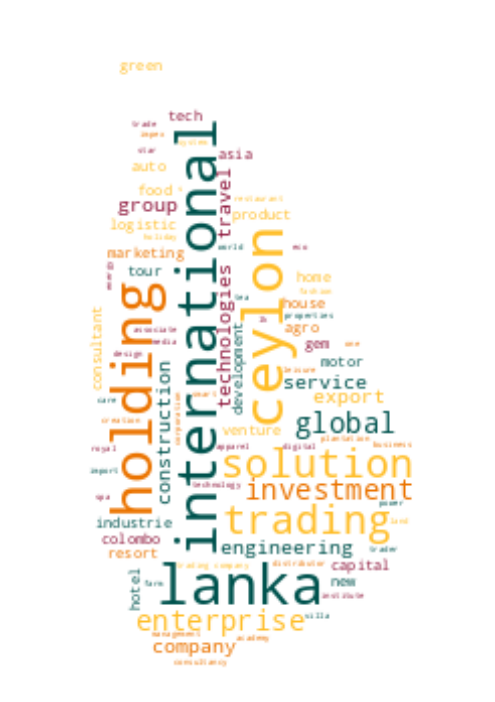 green
tech
trade
impex
system
star
asia
auto
food
travel
restaurant
group
product
logistic
holiday
international
world
eco
marketing
ceylon
tour
energy
technologies
holding
home
tea
fashion
house
properties
consultant
development
associate
agro
media
gem
one
design
motor
construction
leisure
service
care
smart
export
corporation
creation
global
venture
plantation
royal
apparel
digital
business
solution
import
technology
investment
spa
power
trading
land
industrie
colombo
engineering
trader
resort
trading company
distributor
capital
hotel
farm
lanka
new
institute
enterprise
villa
management
academy
company
consultancy